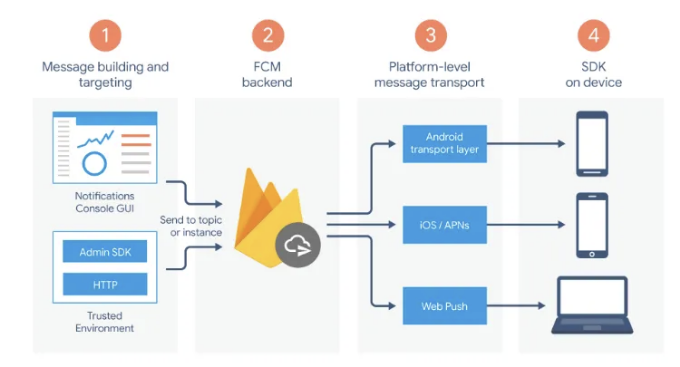 1
Message building and
targeting
2
FCM
backend
3
Platform-level
message transport
4
SDK
on device
Notifications
Console GUI
Admin SDK
HTTP
Trusted
Environment
Send to topic
or instance
Android
transport layer
iOS / APNs
Web Push